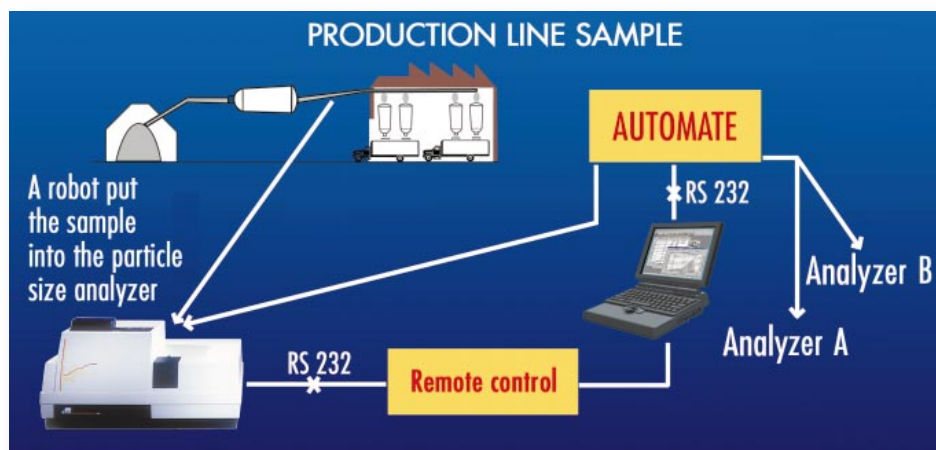 PRODUCTION LINE SAMPLE
AUTOMATE
RS 232
A robot put
the sample
into the particle
size analyzer
Analyzer B
Analyzer A
RS 232
Remote control